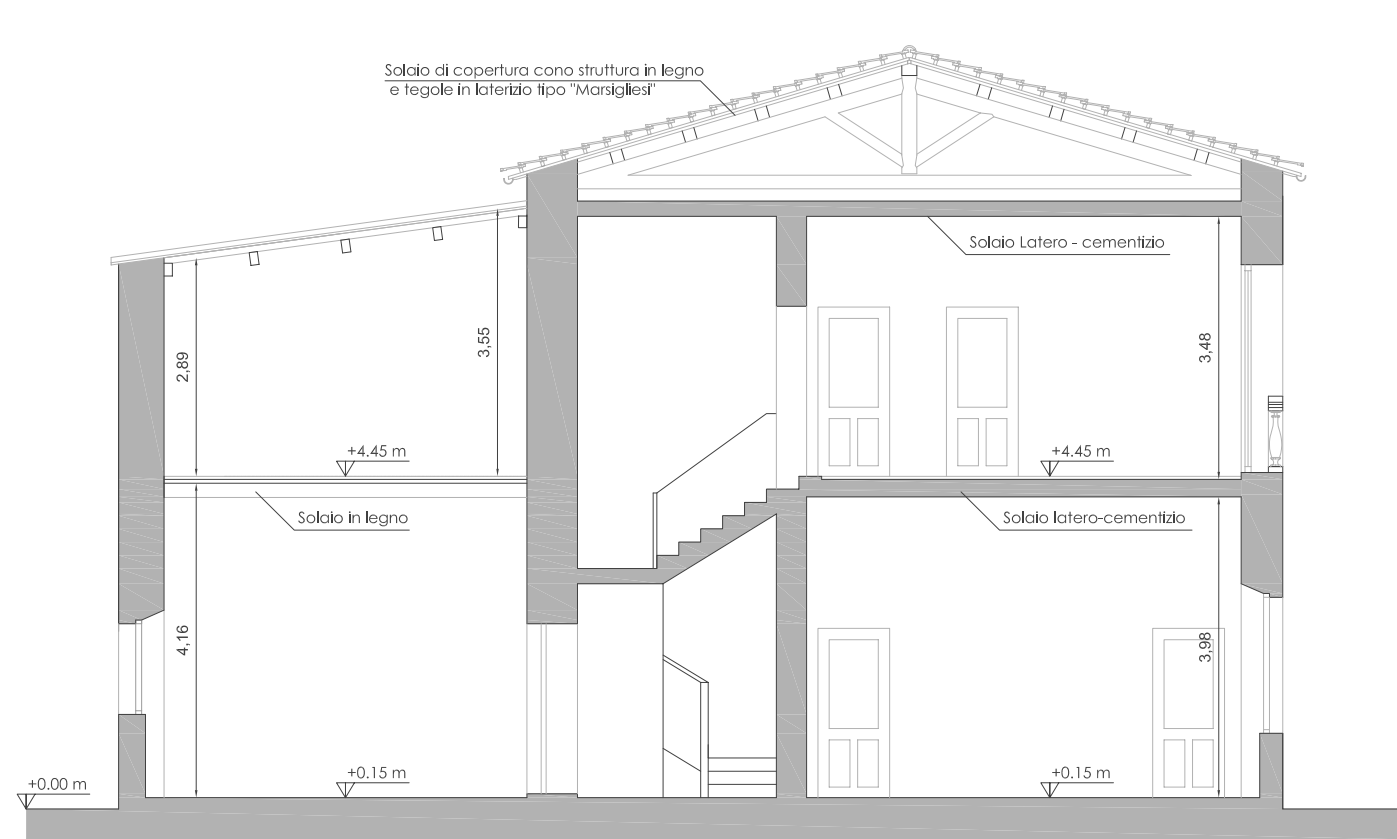 Solaio di copertura cono struttura in legno
e tegole in laterizio tipo "Marsigliesi"
Solaio Latero - cementizio
2,89
3,55
3,48
+4.45 m
+4.45 m
Solaio in legno
Solaio latero-cementizio
4,16
3,98
+0.00 m
+0.15 m
+0.15 m